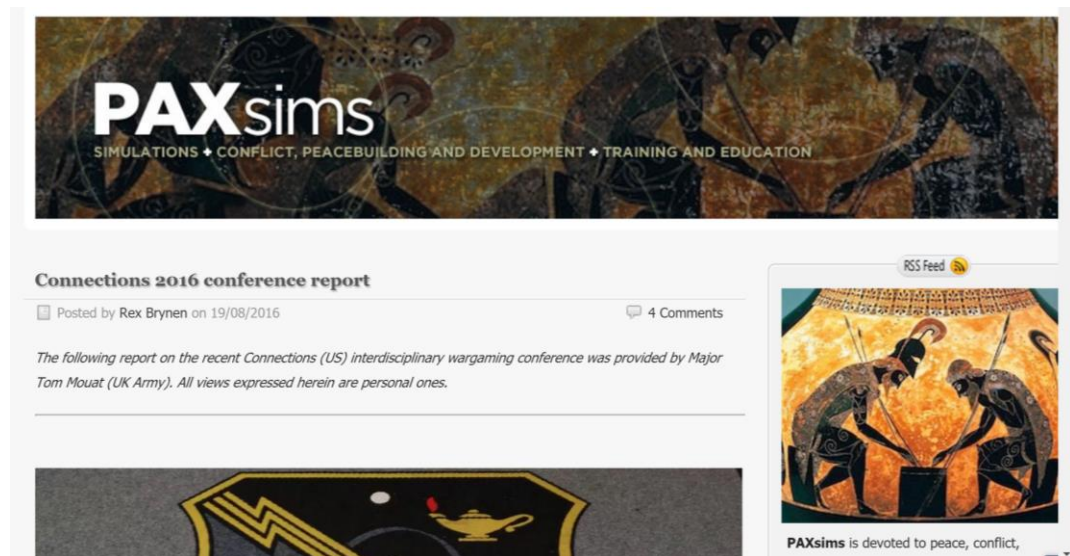 PAXsims
SIMULATIONS + CONFLICT, PEACEBUILDING AND DEVELOPMENT + TRAINING AND EDUCATION
Connections 2016 conference report
Posted by Rex Brynen on 19/08/2016
4 Comments
The following report on the recent Connections (US) interdisciplinary wargaming conference was provided by Major
Tom Mouat (UK Army). All views expressed herein are personal ones.
RSS Feed
PAXsims is devoted to peace, conflict,